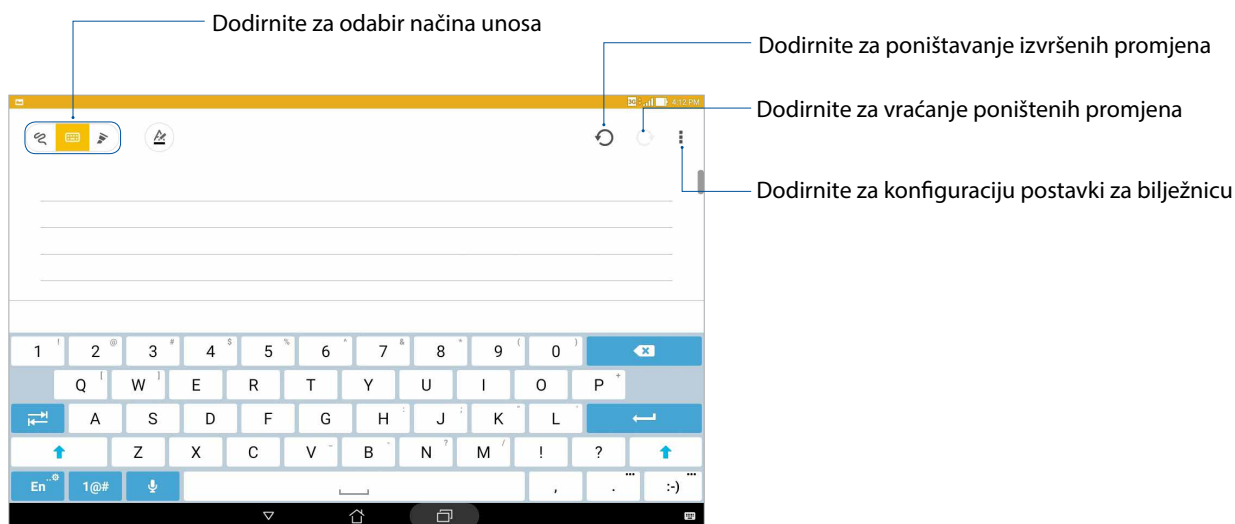 Dodirnite za odabir načina unosa
Dodirnite za poništavanje izvršenih promjena
Dodirnite za vraćanje poništenih promjena
Dodirnite za konfiguraciju postavki za bilježnicu
3G 4:12 PM
1 ! 2 @ 3 # 4 $ 5 % 6 ^ 7 & 8 * 9 ( 0 )
Q [ W ] E R T Y U I O P +
A S D F G H : J ; K " L '
Z X C V _ B - N ? M / ! ?
En 1@# , . :-)